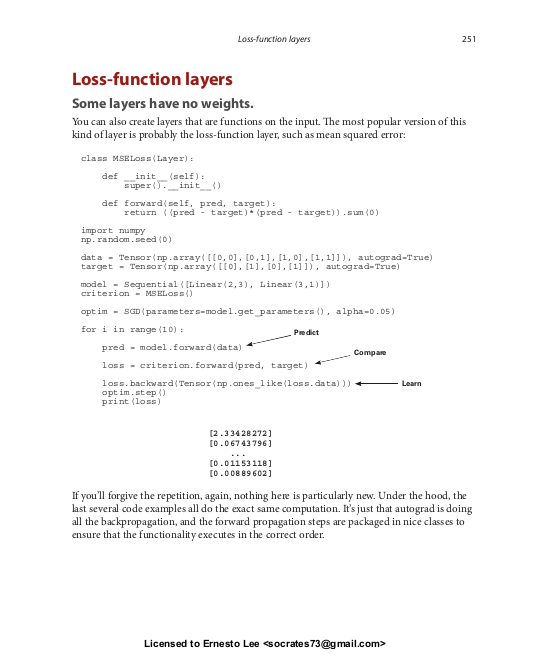 Loss-function layers 251
Loss-function layers
Some layers have no weights.
You can also create layers that are functions on the input. The most popular version of this
kind of layer is probably the loss-function layer, such as mean squared error:
class MSELoss(Layer):
    def __init__(self):
        super().__init__()
    def forward(self, pred, target):
        return ((pred - target)*(pred - target)).sum(0)
import numpy
np.random.seed(0)
data = Tensor(np.array([[0,0],[0,1],[1,0],[1,1]]), autograd=True)
target = Tensor(np.array([[0],[1],[0],[1]]), autograd=True)
model = Sequential([Linear(2,3), Linear(3,1)])
criterion = MSELoss()
optim = SGD(parameters=model.get_parameters(), alpha=0.05)
for i in range(10):
Predict
    pred = model.forward(data)
Compare
    loss = criterion.forward(pred, target)
    loss.backward(Tensor(np.ones_like(loss.data))) Learn
    optim.step()
    print(loss)
[2.33428272]
[0.06743796]
...
[0.01153118]
[0.00889602]
If you'll forgive the repetition, again, nothing here is particularly new. Under the hood, the
last several code examples all do the exact same computation. It's just that autograd is doing
all the backpropagation, and the forward propagation steps are packaged in nice classes to
ensure that the functionality executes in the correct order.
Licensed to Ernesto Lee <socrates73@gmail.com>